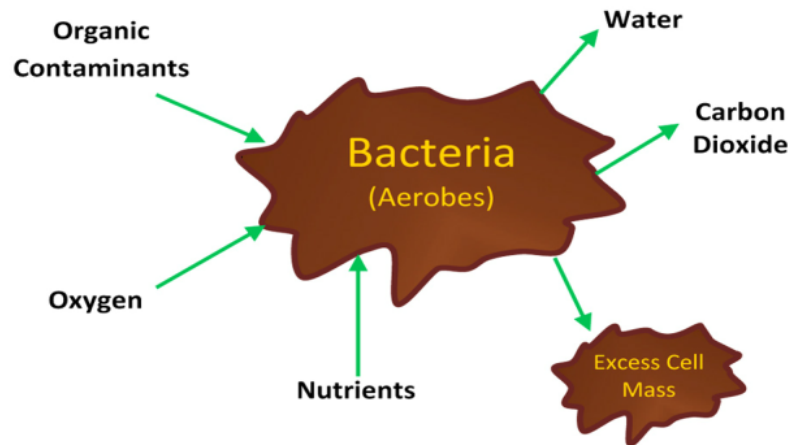 Organic
Contaminants
Water
Carbon
Dioxide
Bacteria
(Aerobes)
Oxygen
Nutrients
Excess Cell
Mass